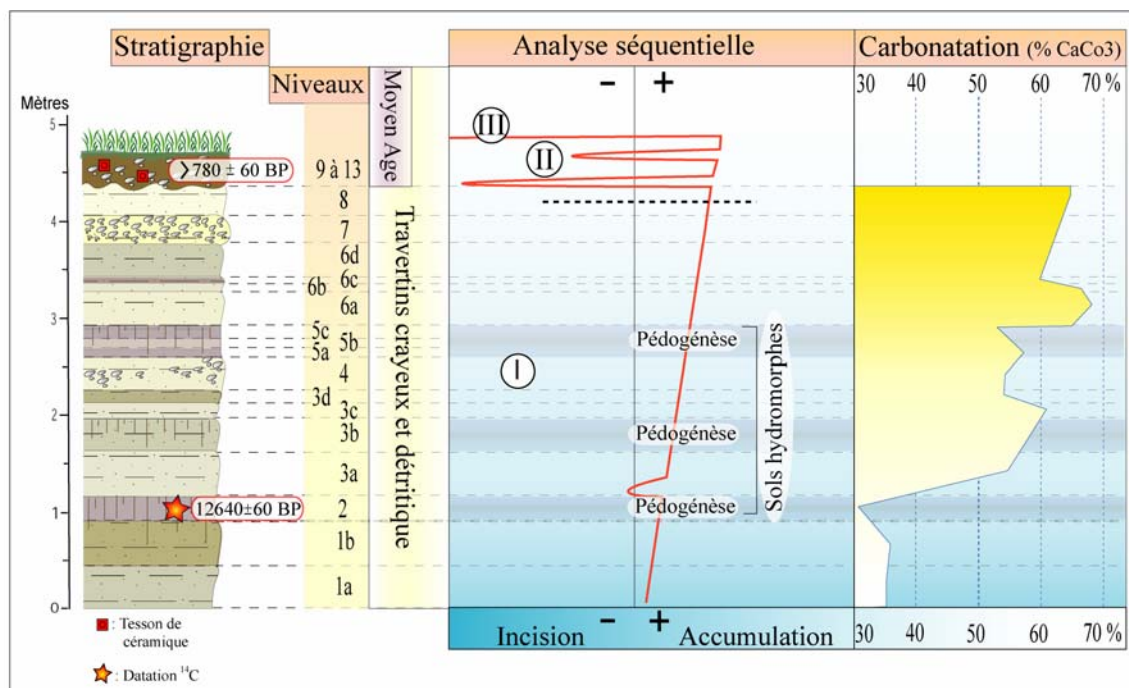 Stratigraphie
Analyse séquentielle
Carbonatation (% CaCo3)
Niveaux
Moyen Age
- +
30 40 50 60 70 %
Mètres
5
4
3
2
1
0
>780 ± 60 BP
12640±60 BP
9 à 13
8
7
6d
6c
6b
6a
5c
5b
5a
4
3d
3c
3b
3a
2
1b
1a
Travertins crayeux et détritique
III
II
I
Pédogénèse
Pédogénèse
Pédogénèse
Sols hydromorphes
Incision - + Accumulation
30 40 50 60 70 %
: Tesson de
céramique
: Datation 14C